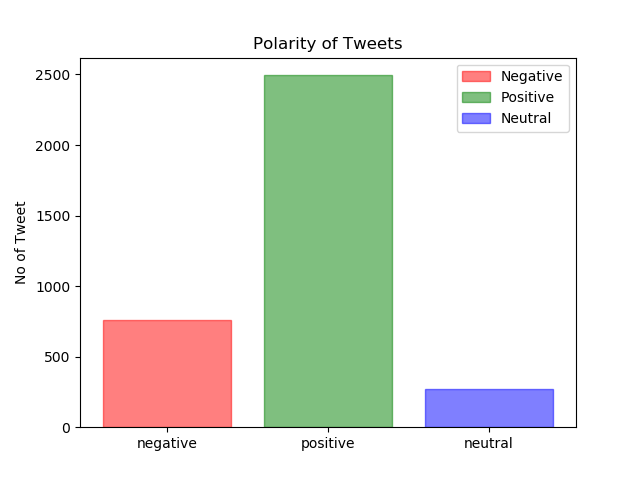 Polarity of Tweets
No of Tweet
2500
2000
1500
1000
500
0
Negative
Positive
Neutral
negative
positive
neutral